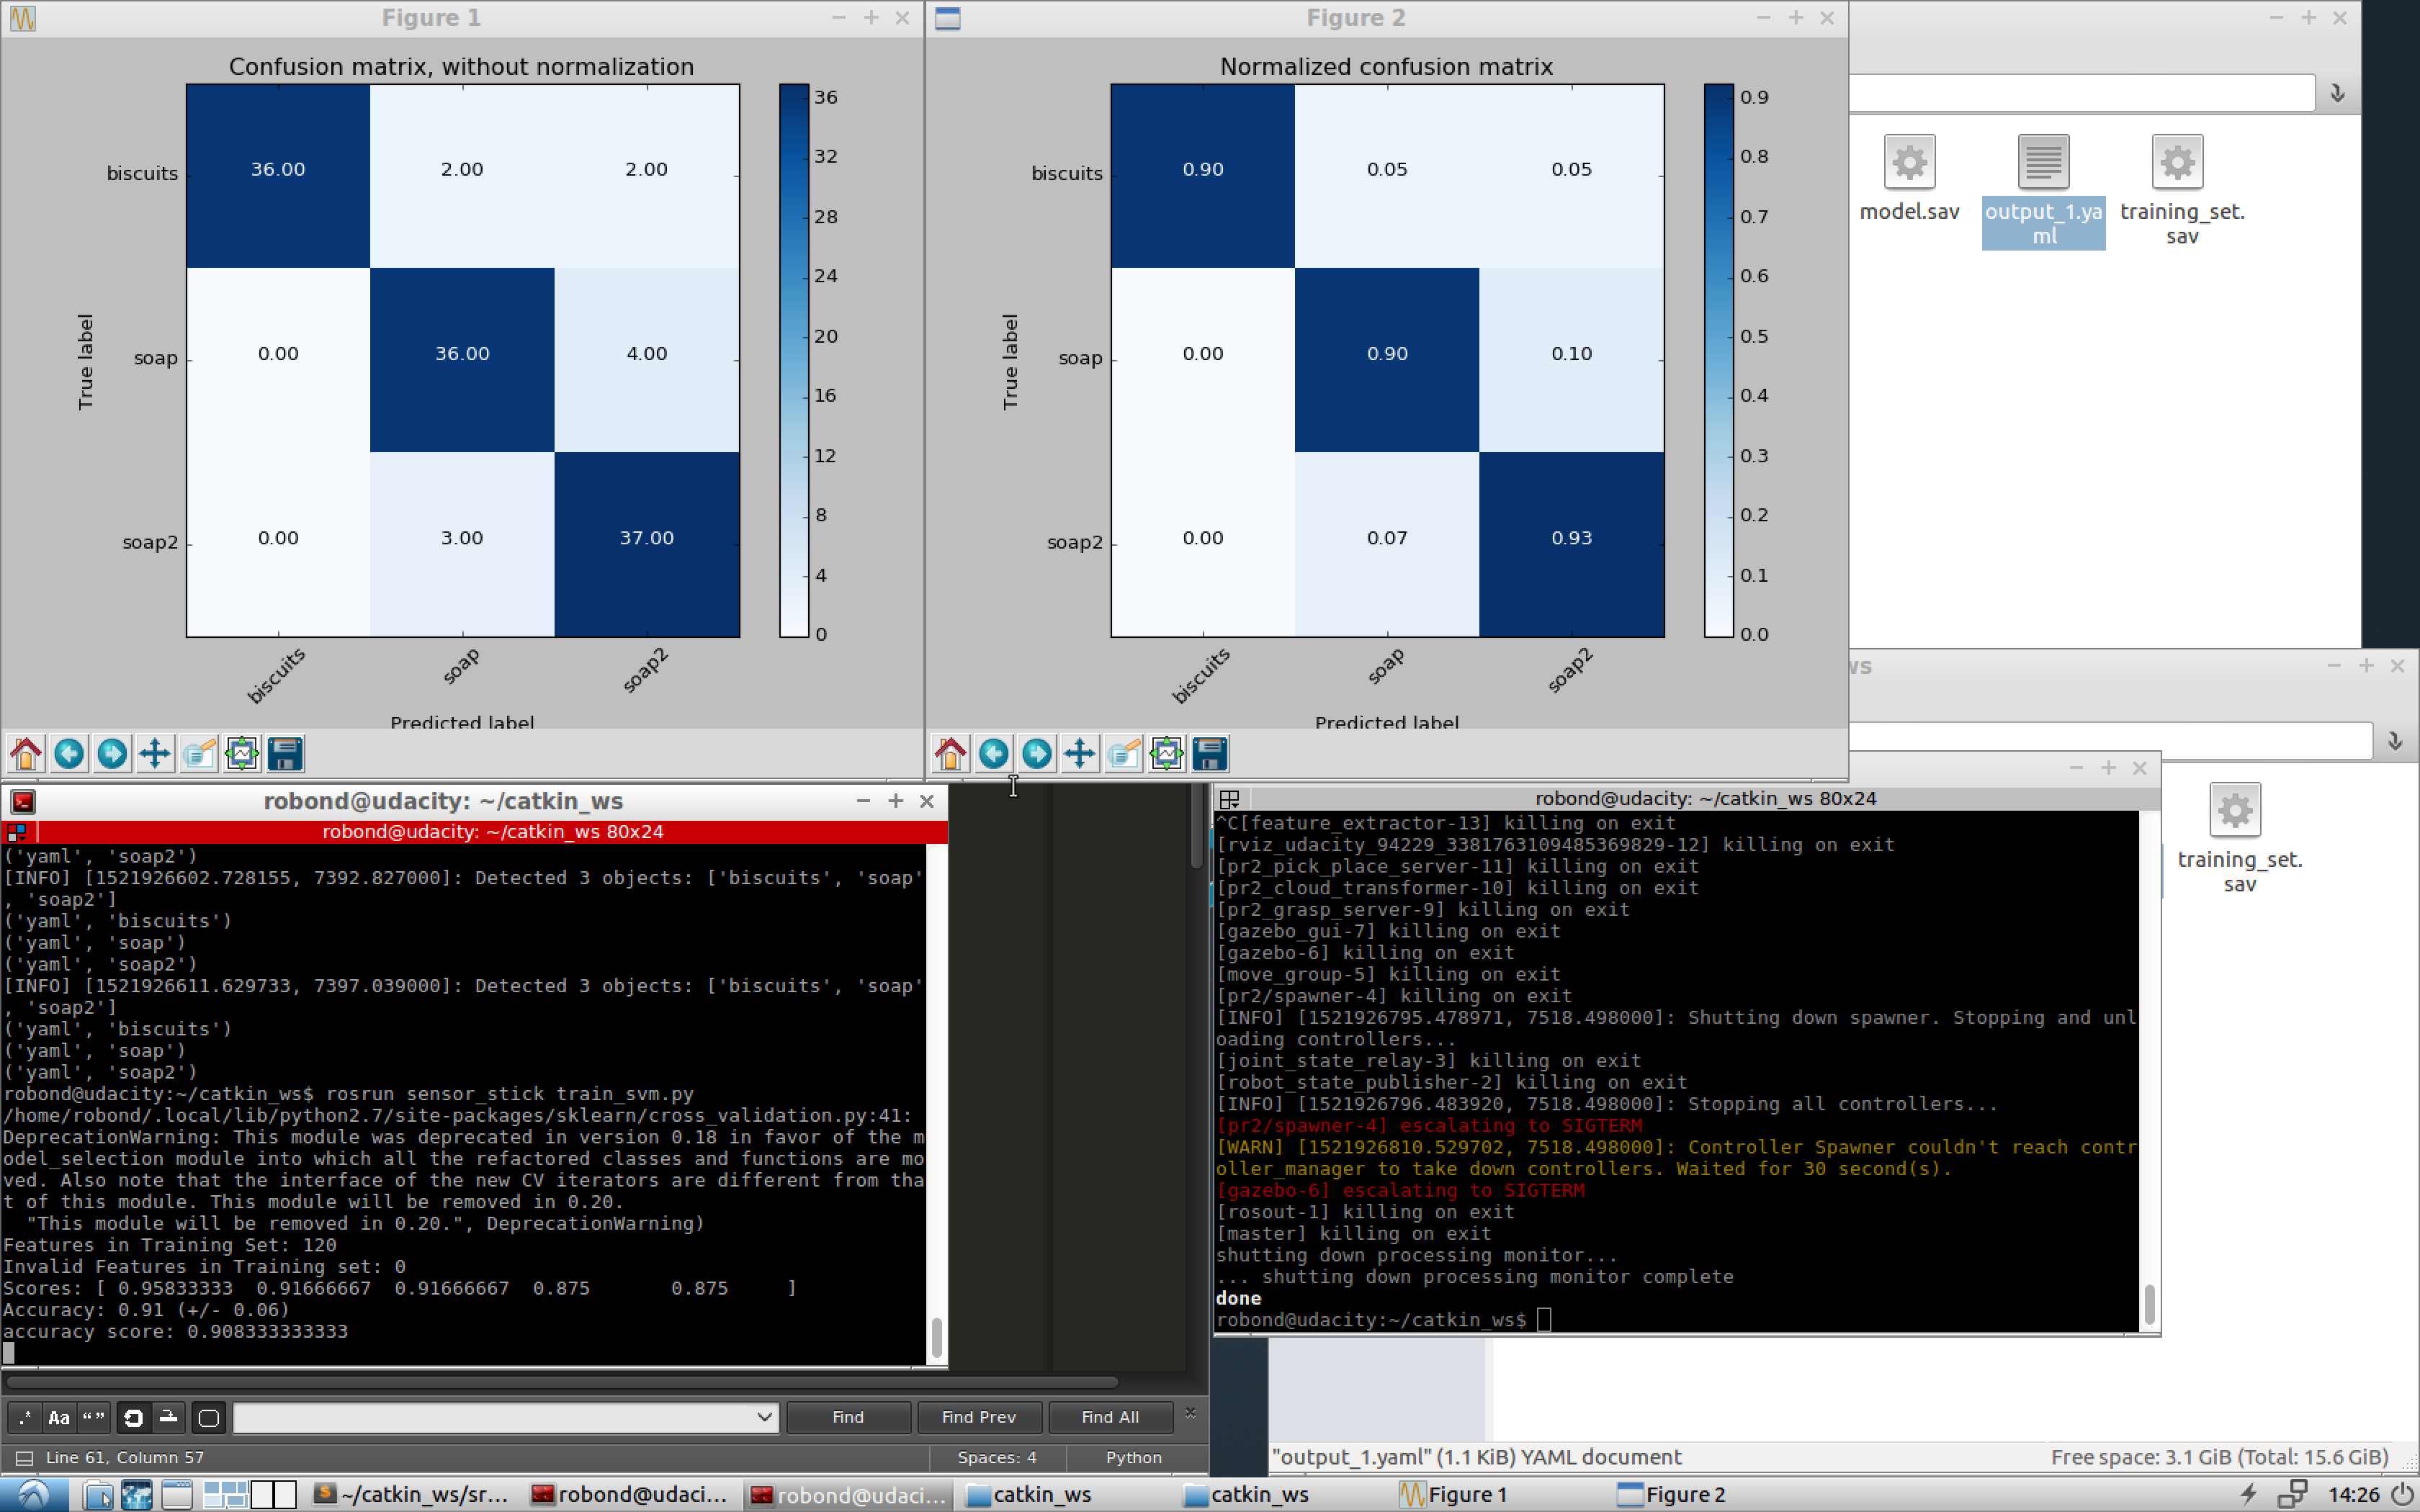 Figure 1
Confusion matrix, without normalization
36.00 2.00 2.00
0.00 36.00 4.00
0.00 3.00 37.00
biscuits
soap
soap2
True label
biscuits soap soap2
Predicted label
36
32
28
24
20
16
12
8
4
0
Figure 2
Normalized confusion matrix
0.90 0.05 0.05
0.00 0.90 0.10
0.00 0.07 0.93
biscuits
soap
soap2
True label
biscuits soap soap2
Predicted label
0.9
0.8
0.7
0.6
0.5
0.4
0.3
0.2
0.1
0.0
model.sav
output_1.ya
ml
training_set.
sav
ws
training_set.
sav
robond@udacity: ~/catkin_ws
robond@udacity: ~/catkin_ws 80x24
('yaml', 'soap2')
[INFO] [1521926602.728155, 7392.827000]: Detected 3 objects: ['biscuits', 'soap'
, 'soap2']
('yaml', 'biscuits')
('yaml', 'soap')
('yaml', 'soap2')
[INFO] [1521926611.629733, 7397.039000]: Detected 3 objects: ['biscuits', 'soap'
, 'soap2']
('yaml', 'biscuits')
('yaml', 'soap')
('yaml', 'soap2')
robond@udacity:~/catkin_ws$ rosrun sensor_stick train_svm.py
/home/robond/.local/lib/python2.7/site-packages/sklearn/cross_validation.py:41:
DeprecationWarning: This module was deprecated in version 0.18 in favor of the m
odel_selection module into which all the refactored classes and functions are mo
ved. Also note that the interface of the new CV iterators are different from tha
t of this module. This module will be removed in 0.20.
"This module will be removed in 0.20.", DeprecationWarning)
Features in Training Set: 120
Invalid Features in Training set: 0
Scores: [ 0.95833333 0.91666667 0.91666667 0.875 0.875 ]
Accuracy: 0.91 (+/- 0.06)
accuracy score: 0.908333333333
robond@udacity: ~/catkin_ws 80x24
^C[feature_extractor-13] killing on exit
[rviz_udacity_94229_3381763109485369829-12] killing on exit
[pr2_pick_place_server-11] killing on exit
[pr2_cloud_transformer-10] killing on exit
[pr2_grasp_server-9] killing on exit
[gazebo_gui-7] killing on exit
[gazebo-6] killing on exit
[move_group-5] killing on exit
[pr2/spawner-4] killing on exit
[INFO] [1521926795.478971, 7518.498000]: Shutting down spawner. Stopping and unl
oading controllers...
[joint_state_relay-3] killing on exit
[robot_state_publisher-2] killing on exit
[INFO] [1521926796.483920, 7518.498000]: Stopping all controllers...
[pr2/spawner-4] escalating to SIGTERM
[WARN] [1521926810.529702, 7518.498000]: Controller Spawner couldn't reach contr
oller_manager to take down controllers. Waited for 30 second(s).
[gazebo-6] escalating to SIGTERM
[rosout-1] killing on exit
[master] killing on exit
shutting down processing monitor...
... shutting down processing monitor complete
done
robond@udacity:~/catkin_ws$
.* Aa “”
Find Find Prev Find All
Line 61, Column 57 Spaces: 4 Python
"output_1.yaml" (1.1 KiB) YAML document Free space: 3.1 GiB (Total: 15.6 GiB)
~/catkin_ws/sr... robond@udaci... robond@udaci... catkin_ws catkin_ws Figure 1 Figure 2 14:26